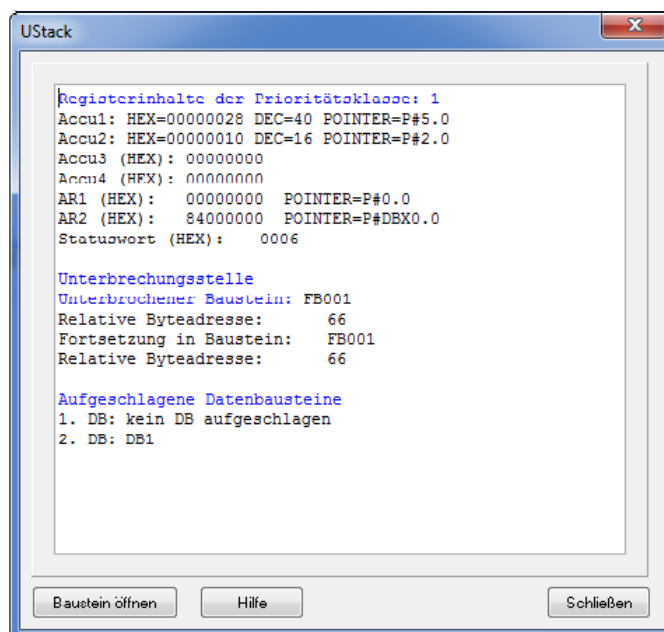 UStack
Registerinhalte der Prioritätsklasse: 1
Accu1: HEX=00000028 DEC=40 POINTER=P#5.0
Accu2: HEX=00000010 DEC=16 POINTER=P#2.0
Accu3 (HEX): 00000000
Accu4 (HEX): 00000000
AR1 (HEX): 00000000 POINTER=P#0.0
AR2 (HEX): 84000000 POINTER=P#DBX0.0
Statuswort (HEX): 0006
Unterbrechungsstelle
Unterbrochener Baustein: FB001
Relative Byteadresse: 66
Fortsetzung in Baustein: FB001
Relative Byteadresse: 66
Aufgeschlagene Datenbausteine
1. DB: kein DB aufgeschlagen
2. DB: DB1
Baustein öffnen Hilfe Schließen